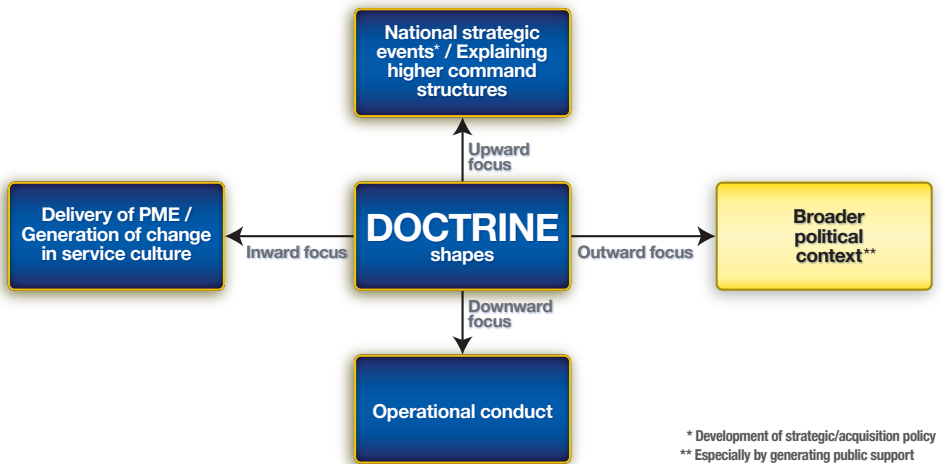 National strategic
events* / Explaining
higher command
structures
Upward
focus
Delivery of PME /
Generation of change
in service culture
Inward focus
DOCTRINE
shapes
Outward focus
Broader
political
context**
Downward
focus
Operational conduct
* Development of strategic/acquisition policy
** Especially by generating public support